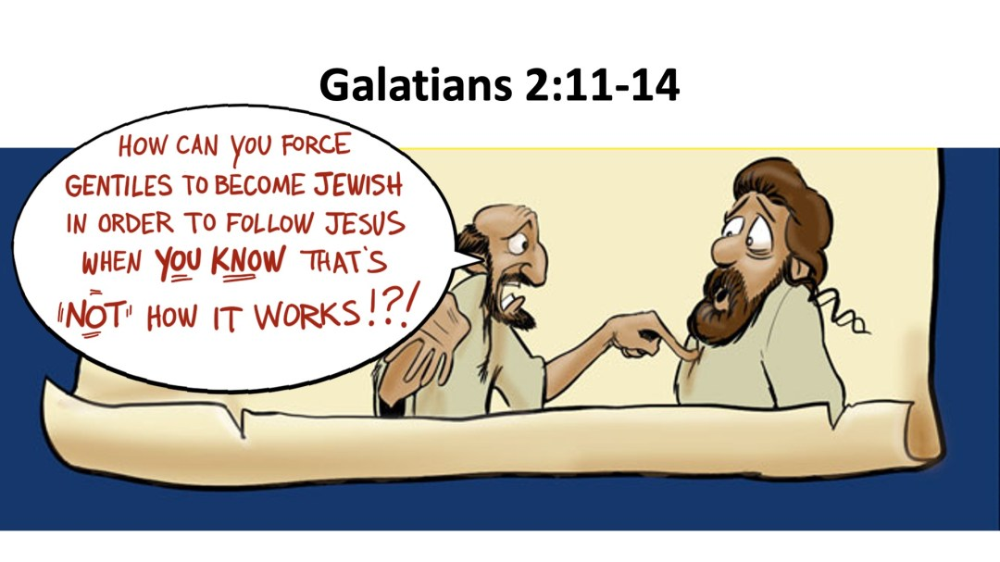 Galatians 2:11-14
HOW CAN YOU FORCE
GENTILES TO BECOME JEWISH
IN ORDER TO FOLLOW JESUS
WHEN YOU KNOW THAT'S
"NOT" HOW IT WORKS!?!